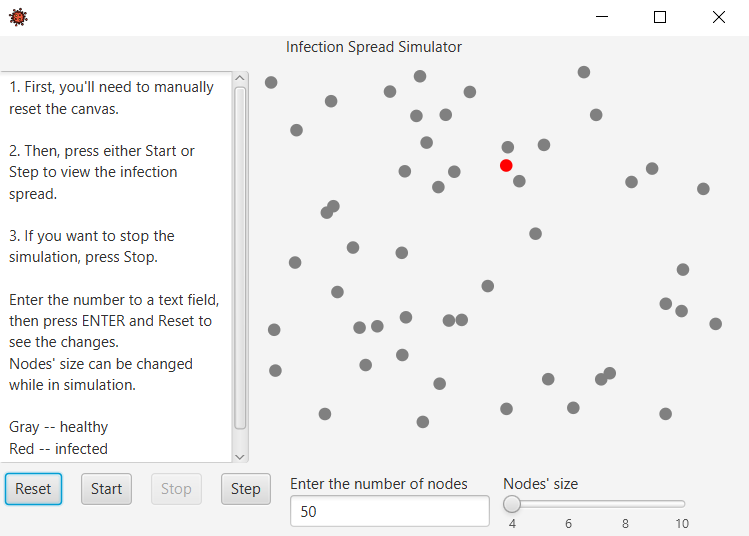 Infection Spread Simulator
1. First, you'll need to manually
reset the canvas.
2. Then, press either Start or
Step to view the infection
spread.
3. If you want to stop the
simulation, press Stop.
Enter the number to a text field,
then press ENTER and Reset to
see the changes.
Nodes' size can be changed
while in simulation.
Gray -- healthy
Red -- infected
Reset
Start
Stop
Step
Enter the number of nodes
50
Nodes' size
4 6 8 10